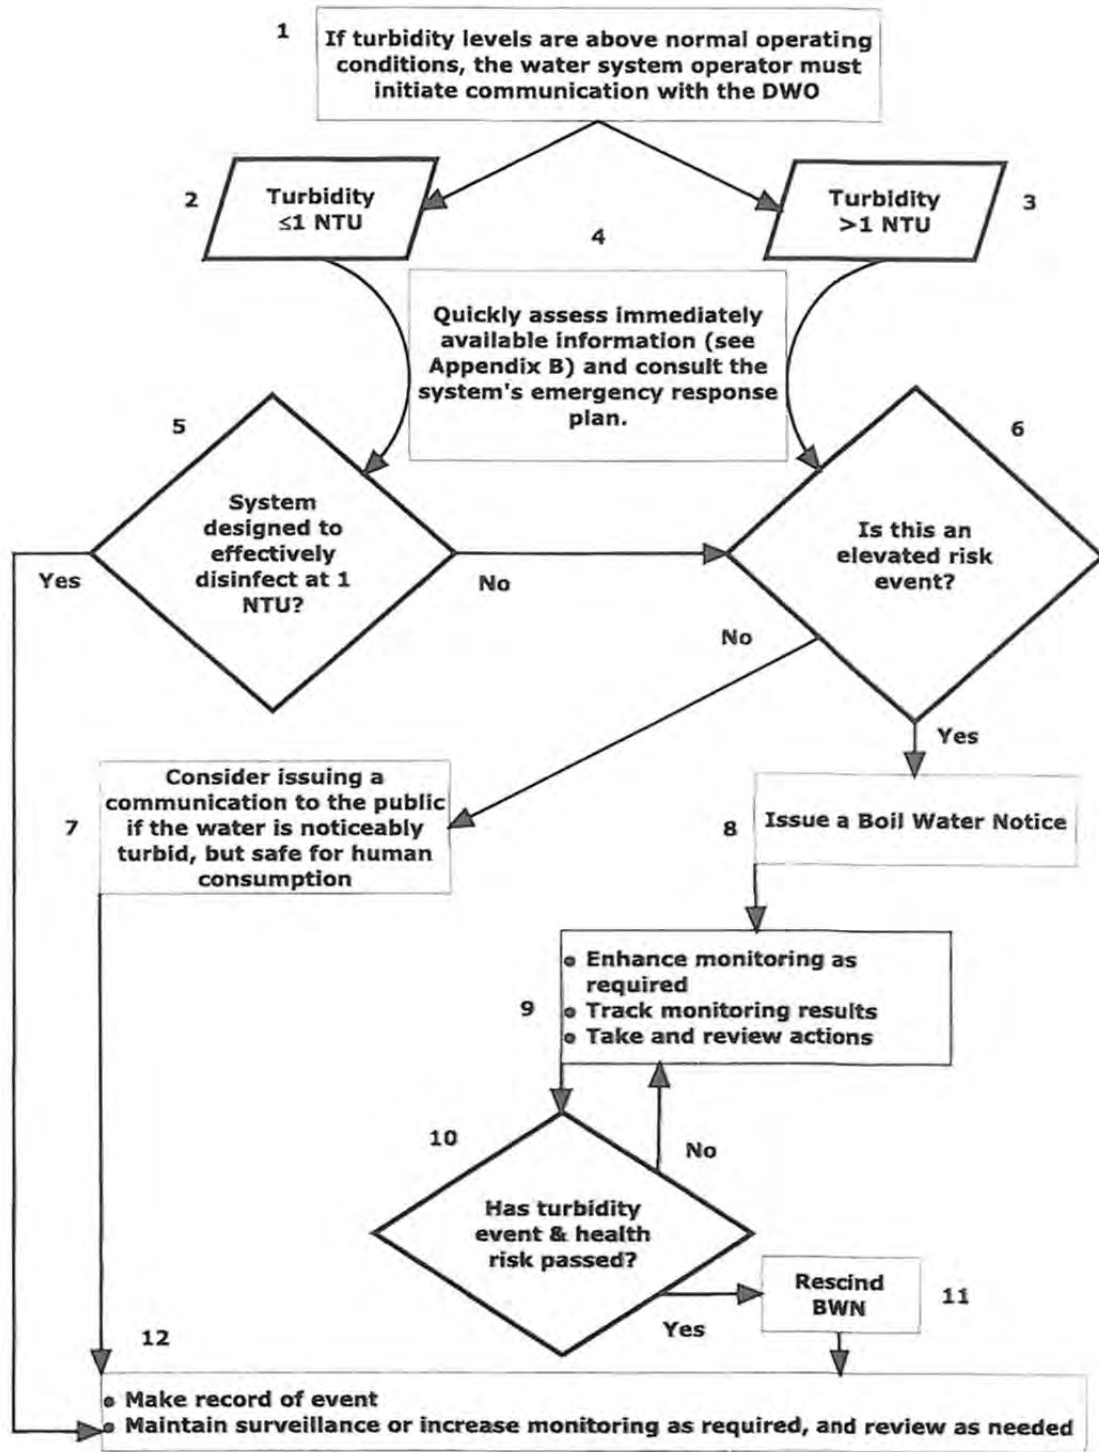 1
If turbidity levels are above normal operating
conditions, the water system operator must
initiate communication with the DWO
2
Turbidity
≤1 NTU
3
Turbidity
>1 NTU
4
Quickly assess immediately
available information (see
Appendix B) and consult the
system's emergency response
plan.
5
System
designed to
effectively
disinfect at 1
NTU?
Yes
No
6
Is this an
elevated risk
event?
No
Yes
7
Consider issuing a
communication to the public
if the water is noticeably
turbid, but safe for human
consumption
8
Issue a Boil Water Notice
9
• Enhance monitoring as
required
• Track monitoring results
• Take and review actions
10
Has turbidity
event & health
risk passed?
No
Yes
Rescind
BWN
11
12
• Make record of event
• Maintain surveillance or increase monitoring as required, and review as needed